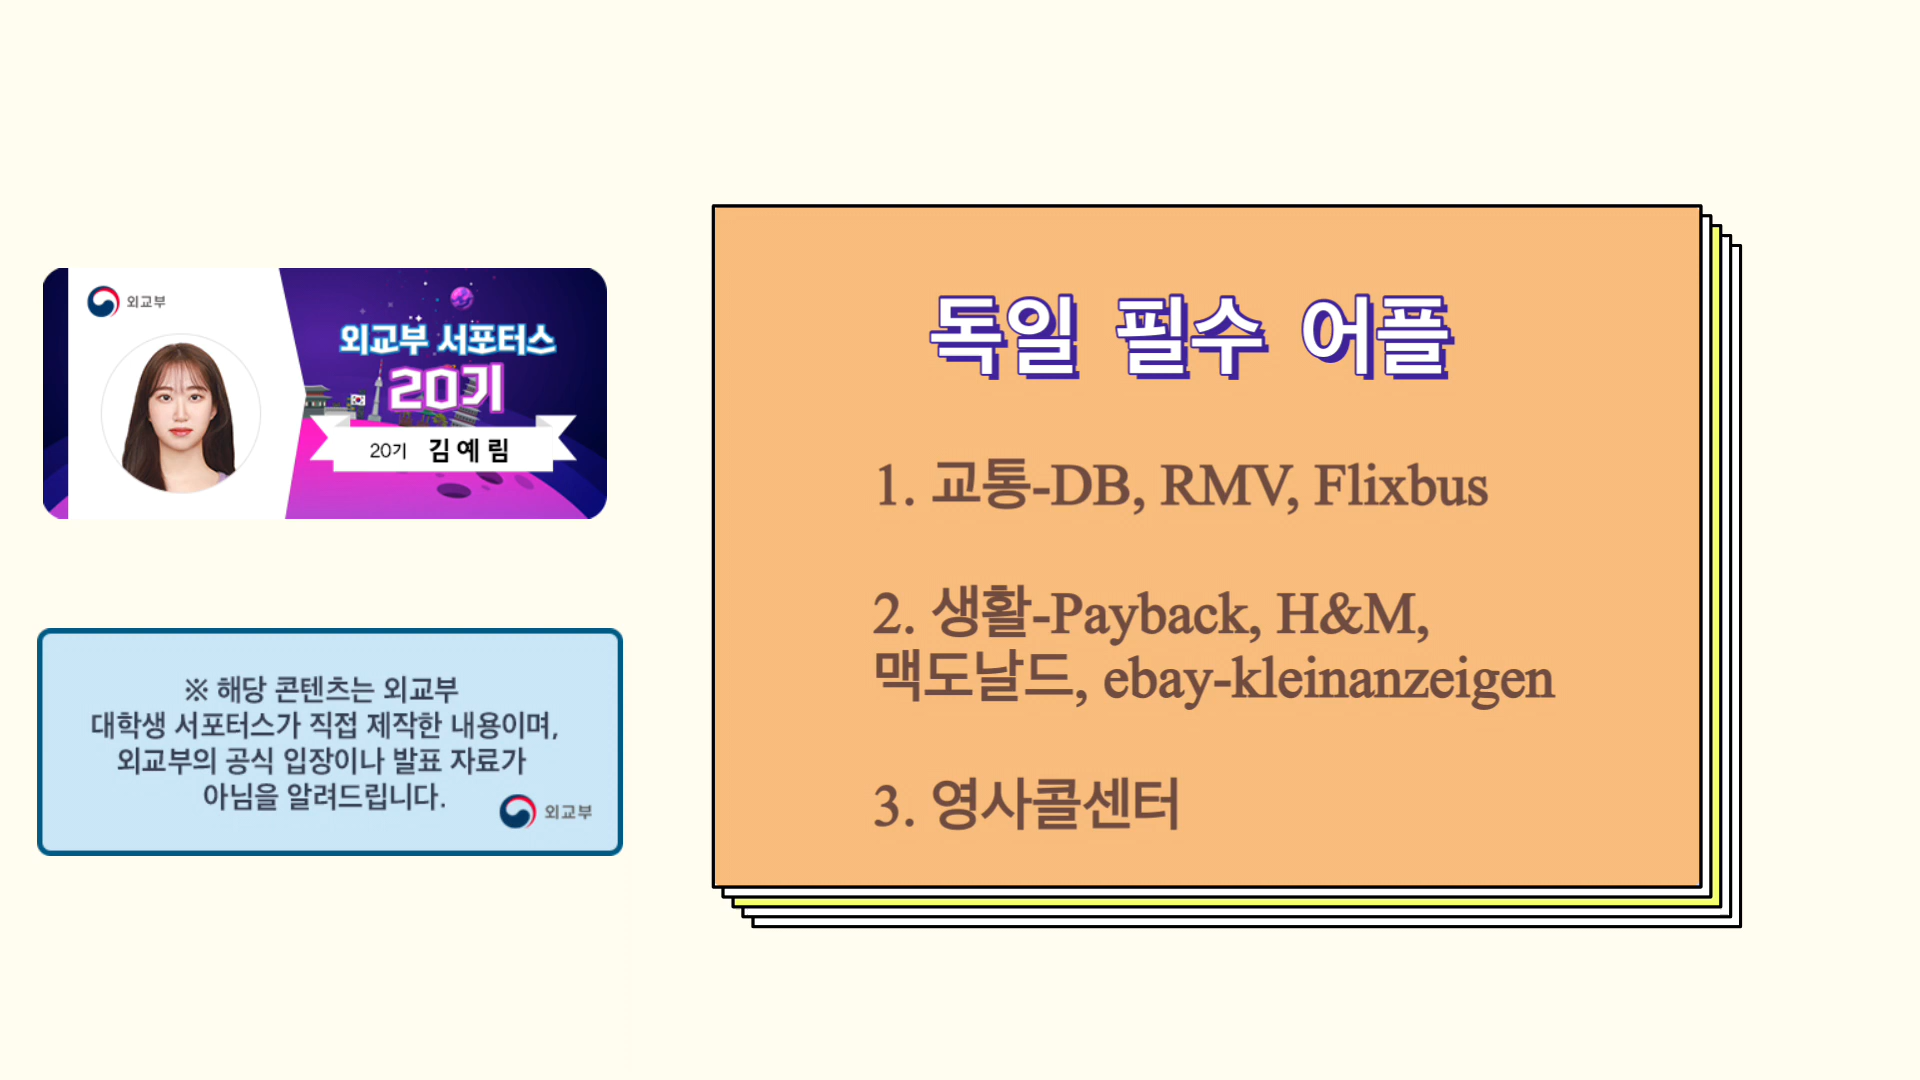 외교부
외교부 서포터스
20기
20기 김예림
※ 해당 콘텐츠는 외교부
대학생 서포터스가 직접 제작한 내용이며,
외교부의 공식 입장이나 발표 자료가
아님을 알려드립니다.
외교부
독일 필수 어플
1. 교통-DB, RMV, Flixbus
2. 생활-Payback, H&M,
맥도날드, ebay-kleinanzeigen
3. 영사콜센터